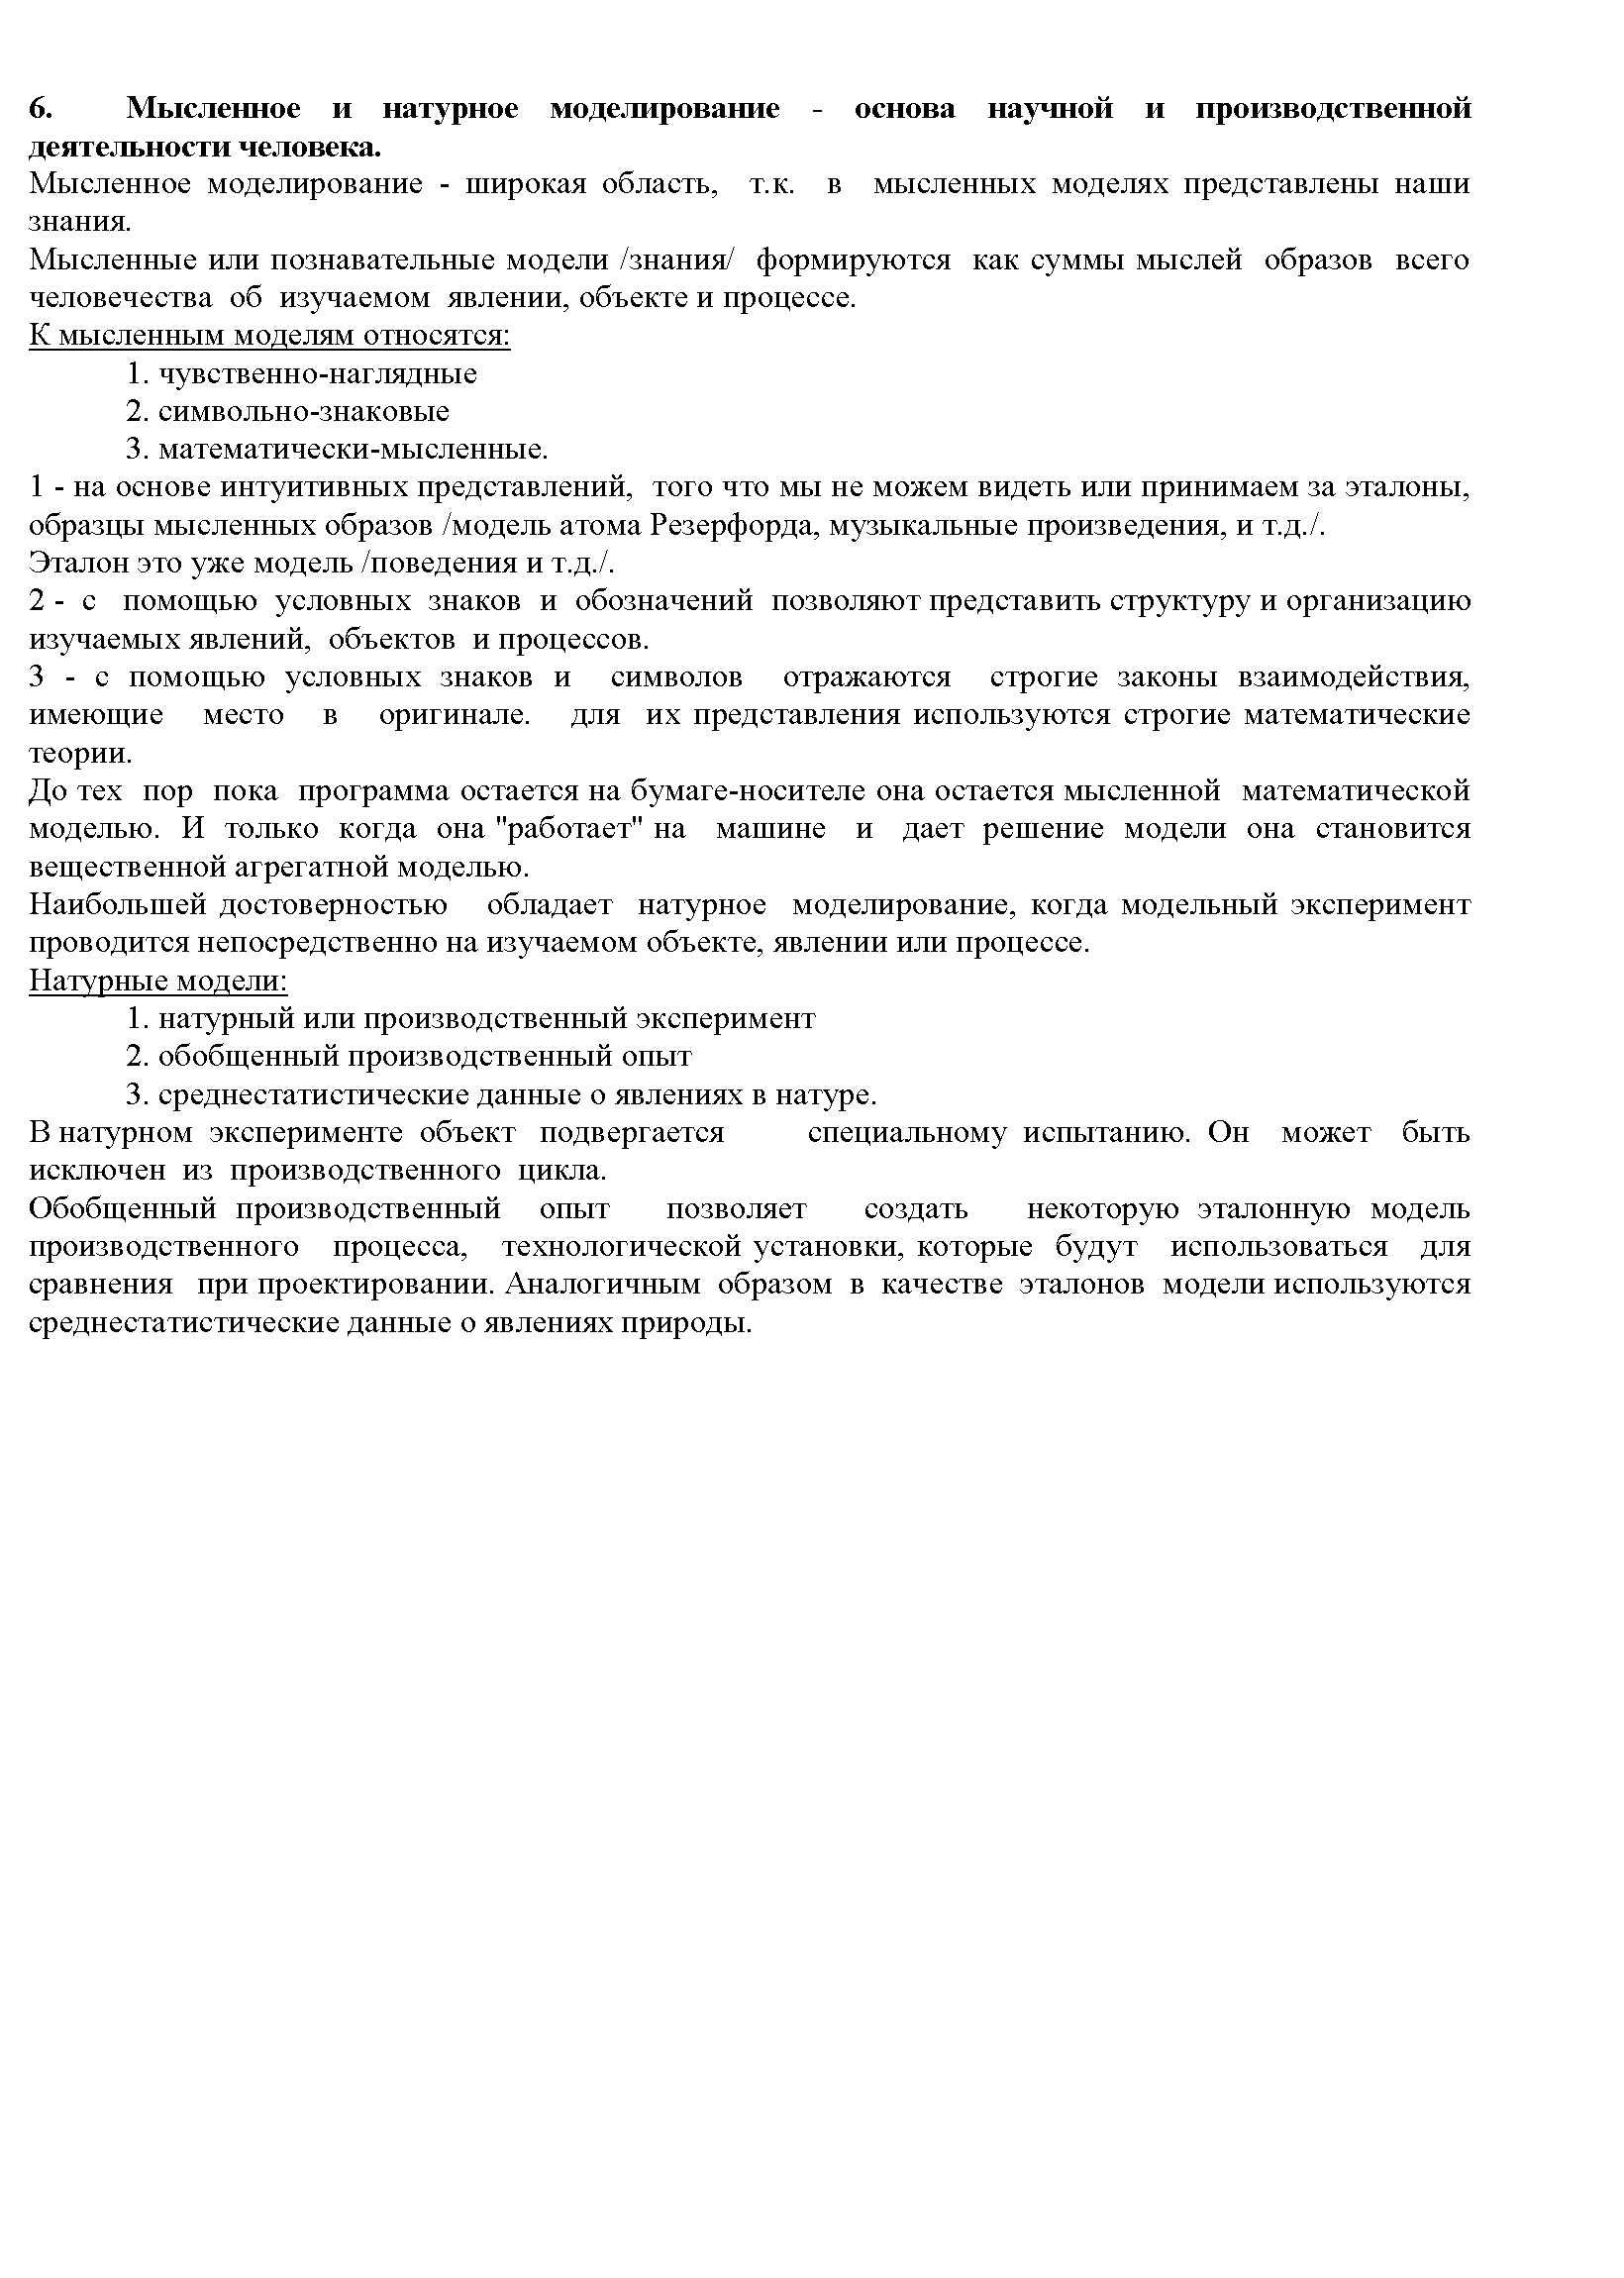 6. Мысленное и натурное моделирование - основа научной и производственной
деятельности человека.
Мысленное моделирование - широкая область, т.к. в мысленных моделях представлены наши
знания.
Мысленные или познавательные модели /знания/ формируются как суммы мыслей образов всего
человечества об изучаемом явлении, объекте и процессе.
К мысленным моделям относятся:
1. чувственно-наглядные
2. символьно-знаковые
3. математически-мысленные.
1 - на основе интуитивных представлений, того что мы не можем видеть или принимаем за эталоны,
образцы мысленных образов /модель атома Резерфорда, музыкальные произведения, и т.д./.
Эталон это уже модель /поведения и т.д./.
2 - с помощью условных знаков и обозначений позволяют представить структуру и организацию
изучаемых явлений, объектов и процессов.
3 - с помощью условных знаков и символов отражаются строгие законы взаимодействия,
имеющие место в оригинале. для их представления используются строгие математические
теории.
До тех пор пока программа остается на бумаге-носителе она остается мысленной математической
моделью. И только когда она "работает" на машине и дает решение модели она становится
вещественной агрегатной моделью.
Наибольшей достоверностью обладает натурное моделирование, когда модельный эксперимент
проводится непосредственно на изучаемом объекте, явлении или процессе.
Натурные модели:
1. натурный или производственный эксперимент
2. обобщенный производственный опыт
3. среднестатистические данные о явлениях в натуре.
В натурном эксперименте объект подвергается специальному испытанию. Он может быть
исключен из производственного цикла.
Обобщенный производственный опыт позволяет создать некоторую эталонную модель
производственного процесса, технологической установки, которые будут использоваться для
сравнения при проектировании. Аналогичным образом в качестве эталонов модели используются
среднестатистические данные о явлениях природы.